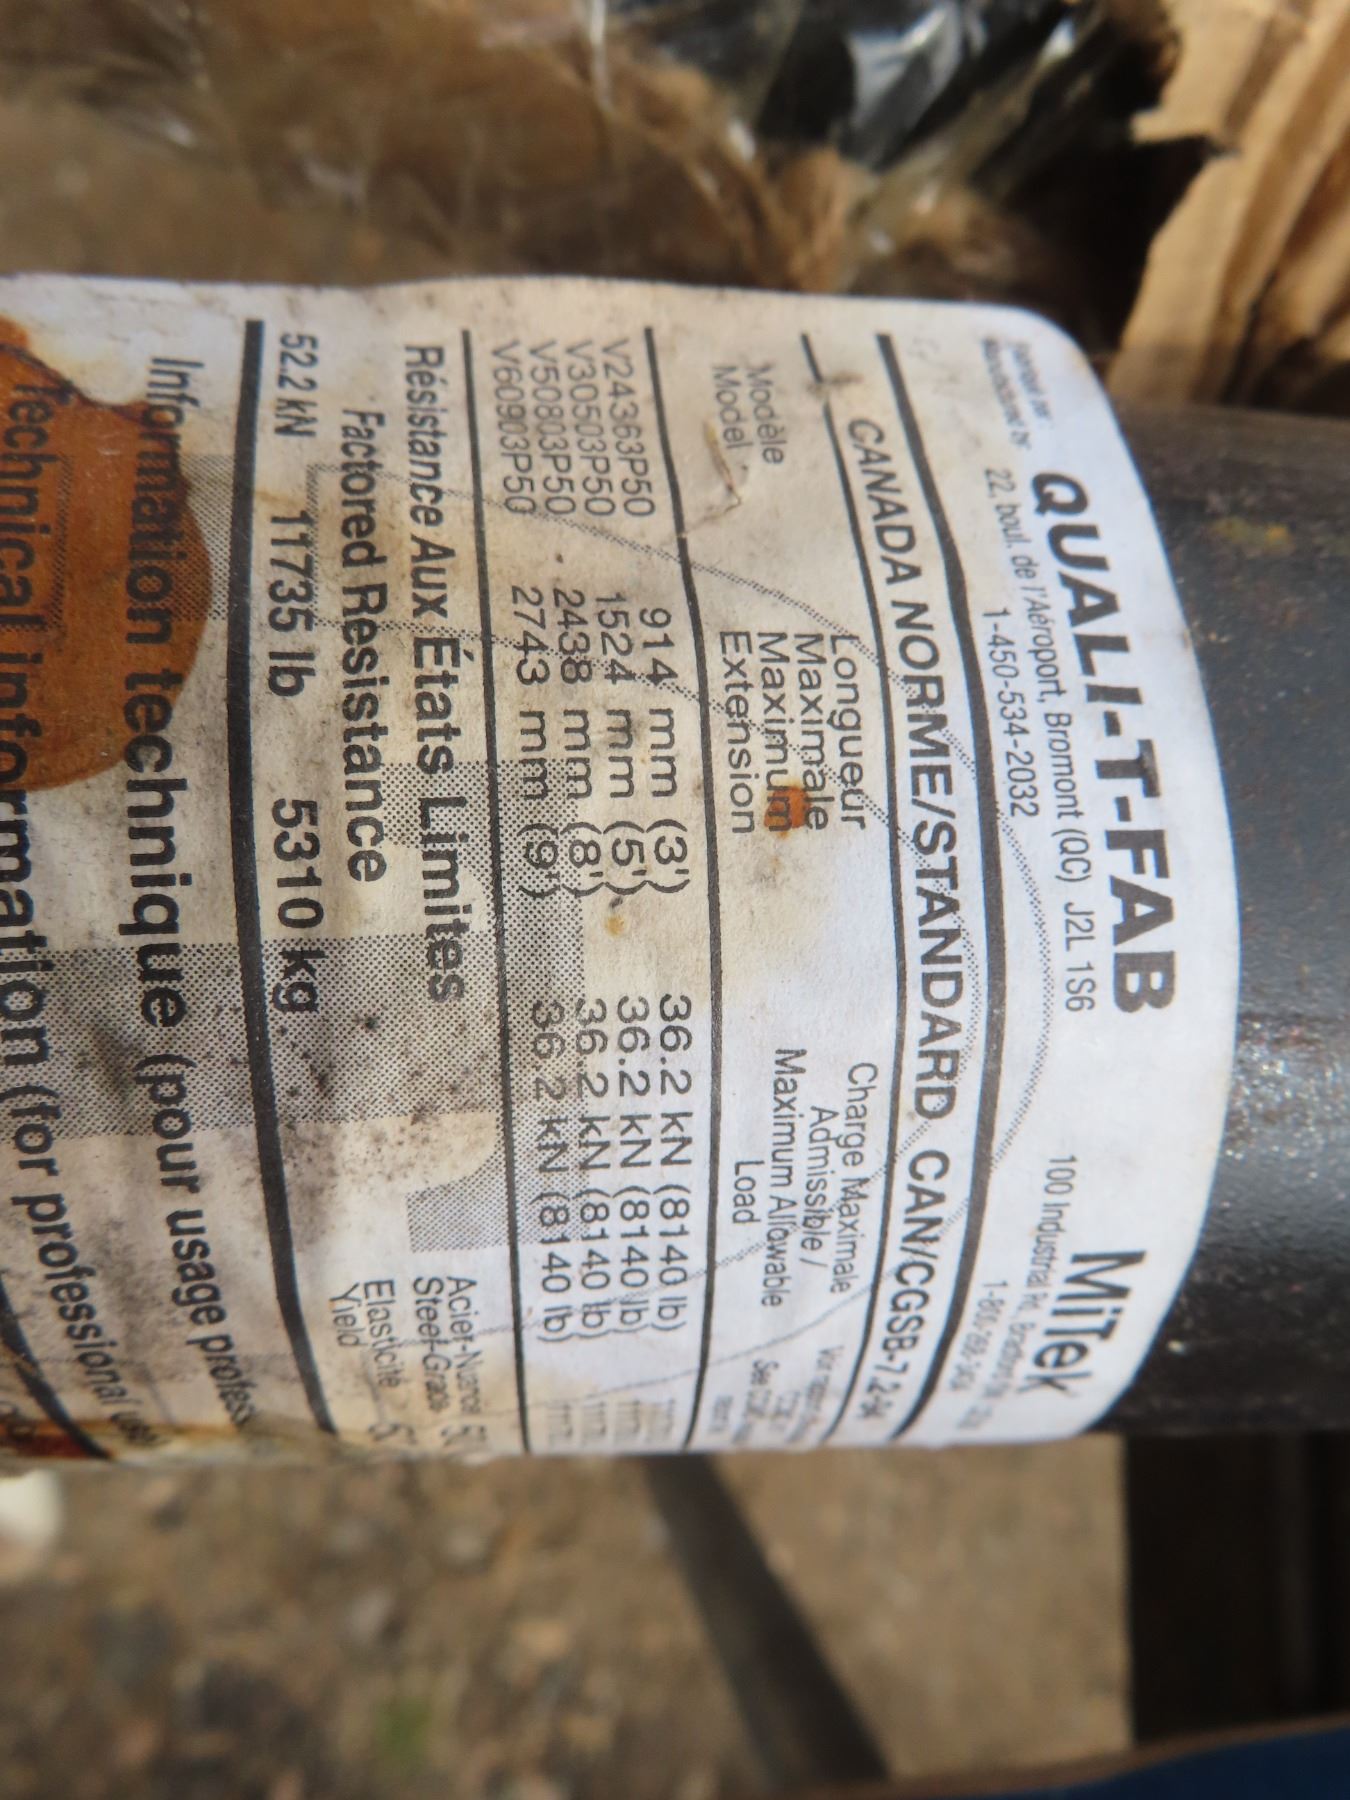 QUALI-T-FAB
22, boul. de l'Aéroport, Bromont (QC) J2L 1S6
1-450-534-2032
MiTek
100 Industrial Rd.
CANADA NORME/STANDARD CAN/CGSB-7.2-94
Modèle
Model
Longueur
Maximale
Maximum
Extension
Charge Maximale
Admissible /
Maximum Allowable
Load
V24363P50 914 mm (3') 36.2 kN (8140 lb)
V30503P50 1524 mm (5') 36.2 kN (8140 lb)
V50803P50 2438 mm (8') 36.2 kN (8140 lb)
V60903P50 2743 mm (9') 36.2 kN (8140 lb)
Résistance Aux États Limites
Factored Resistance
52.2 kN 11735 lb 5310 kg
Acier-Nuance
Steel-Grade
Elasticité
Yield
Information technique (pour usage profess
Technical information (for professional